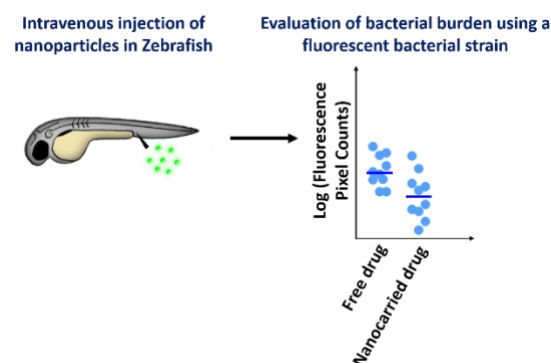 Intravenous injection of
nanoparticles in Zebrafish
Evaluation of bacterial burden using a
fluorescent bacterial strain
Log (Fluorescence
Pixel Counts)
Free drug
Nanocarried drug